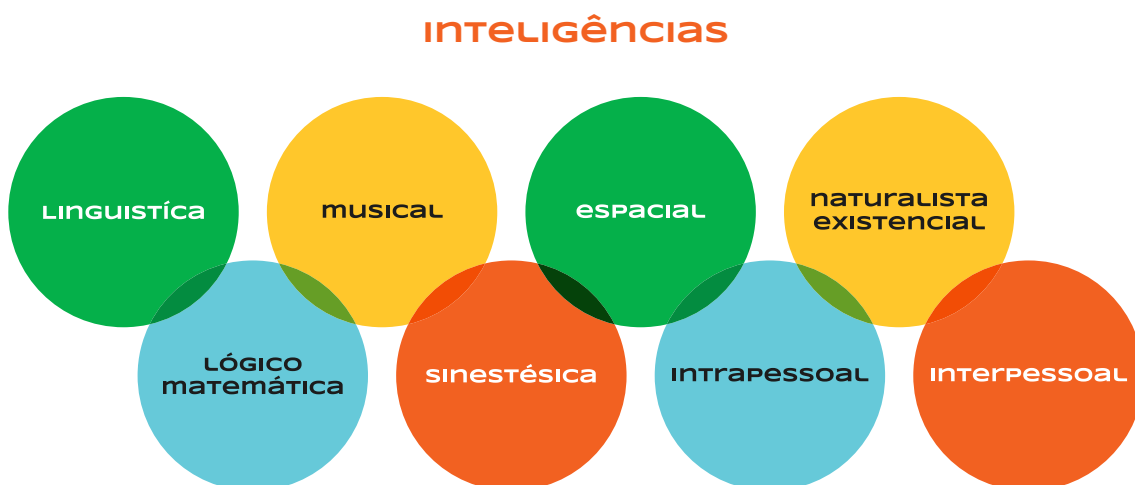 INTELIGÊNCIAS
LINGUISTÍCA
MUSICAL
ESPACIAL
NATURALISTA
EXISTENCIAL
LÓGICO
MATEMÁTICA
SINESTÉSICA
INTRAPESSOAL
INTERPESSOAL